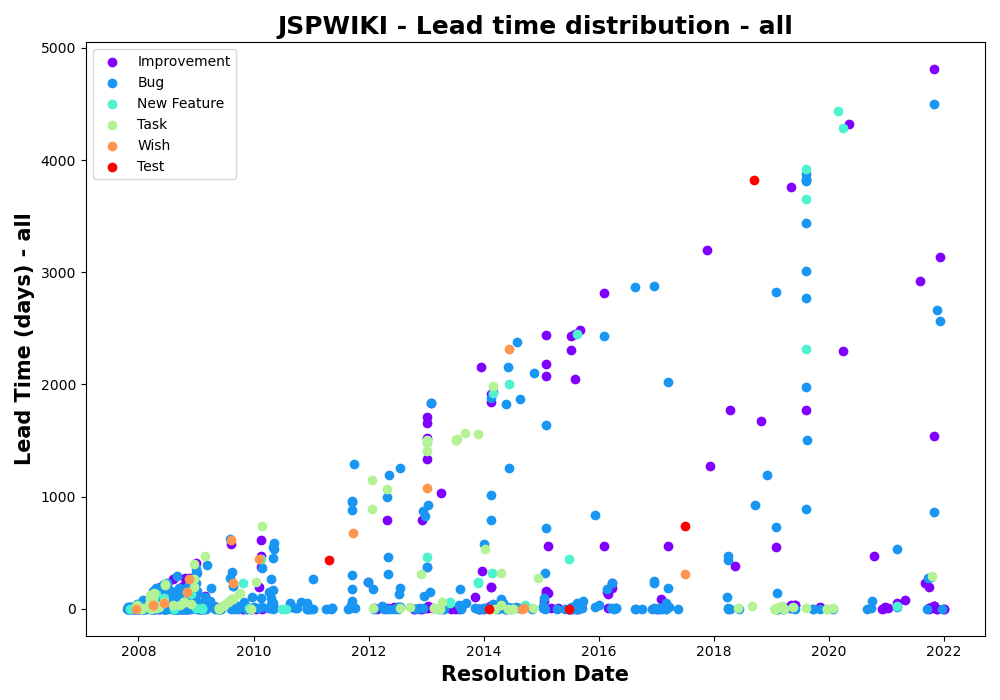 JSPWIKI - Lead time distribution - all
Lead Time (days) - all
5000
4000
3000
2000
1000
0
Improvement
Bug
New Feature
Task
Wish
Test
2008 2010 2012 2014 2016 2018 2020 2022
Resolution Date